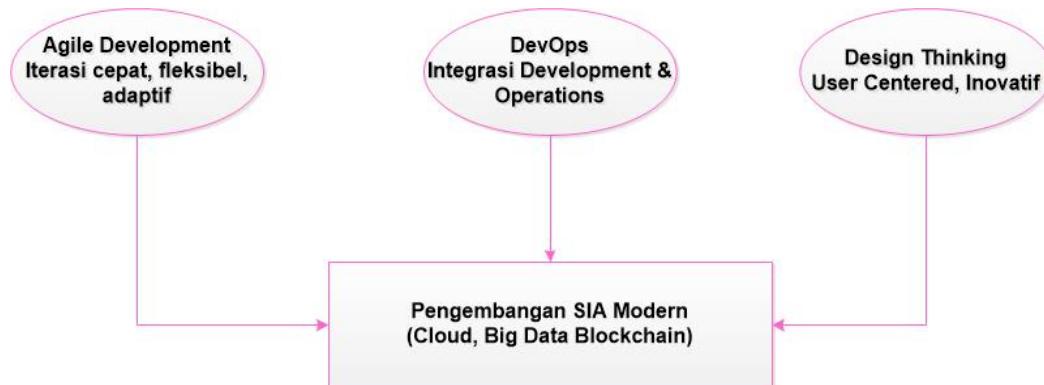 Agile Development
Iterasi cepat, fleksibel,
adaptif
DevOps
Integrasi Development &
Operations
Design Thinking
User Centered, Inovatif
Pengembangan SIA Modern
(Cloud, Big Data Blockchain)